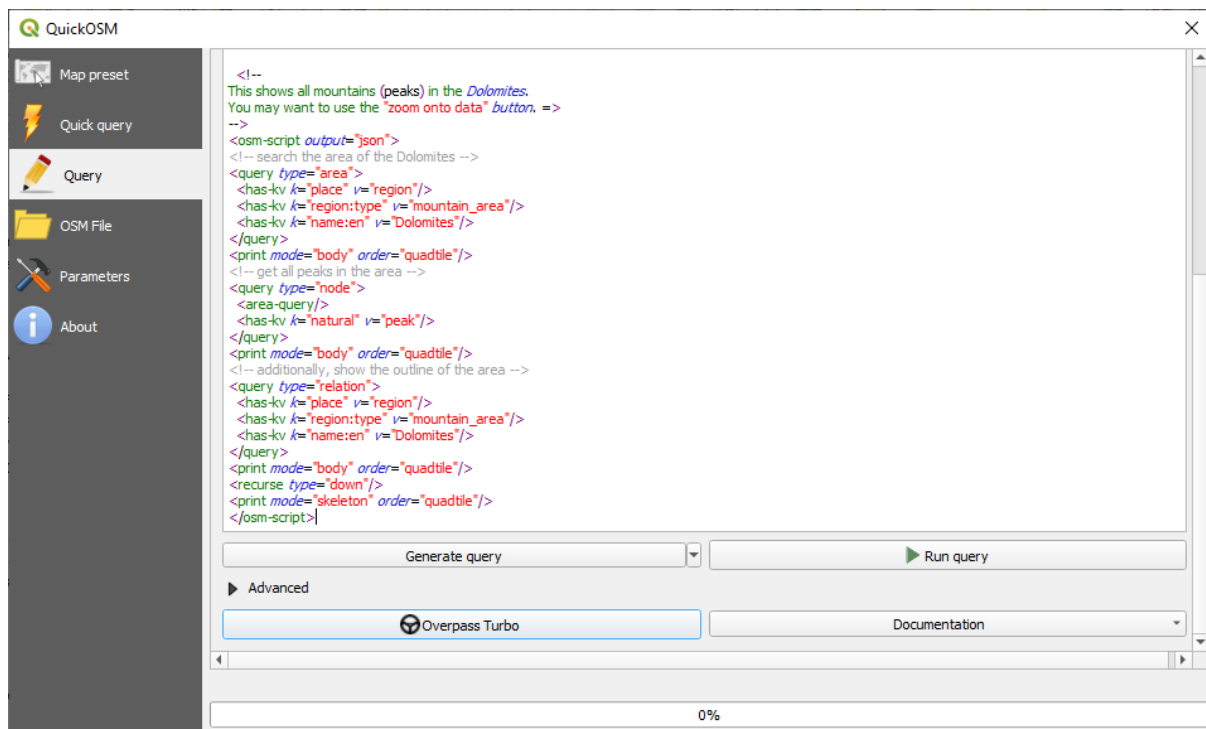 QuickOSM
Map preset
Quick query
Query
OSM File
Parameters
About
<!--
This shows all mountains (peaks) in the Dolomites.
You may want to use the "zoom onto data" button. =>
-->
<osm-script output="json">
<!-- search the area of the Dolomites -->
<query type="area">
<has-kv k="place" v="region"/>
<has-kv k="region:type" v="mountain_area"/>
<has-kv k="name:en" v="Dolomites"/>
</query>
<print mode="body" order="quadtile"/>
<!-- get all peaks in the area -->
<query type="node">
<area-query/>
<has-kv k="natural" v="peak"/>
</query>
<print mode="body" order="quadtile"/>
<!-- additionally, show the outline of the area -->
<query type="relation">
<has-kv k="place" v="region"/>
<has-kv k="region:type" v="mountain_area"/>
<has-kv k="name:en" v="Dolomites"/>
</query>
<print mode="body" order="quadtile"/>
<recurse type="down"/>
<print mode="skeleton" order="quadtile"/>
</osm-script>
Generate query
Run query
Advanced
Overpass Turbo
Documentation
0%